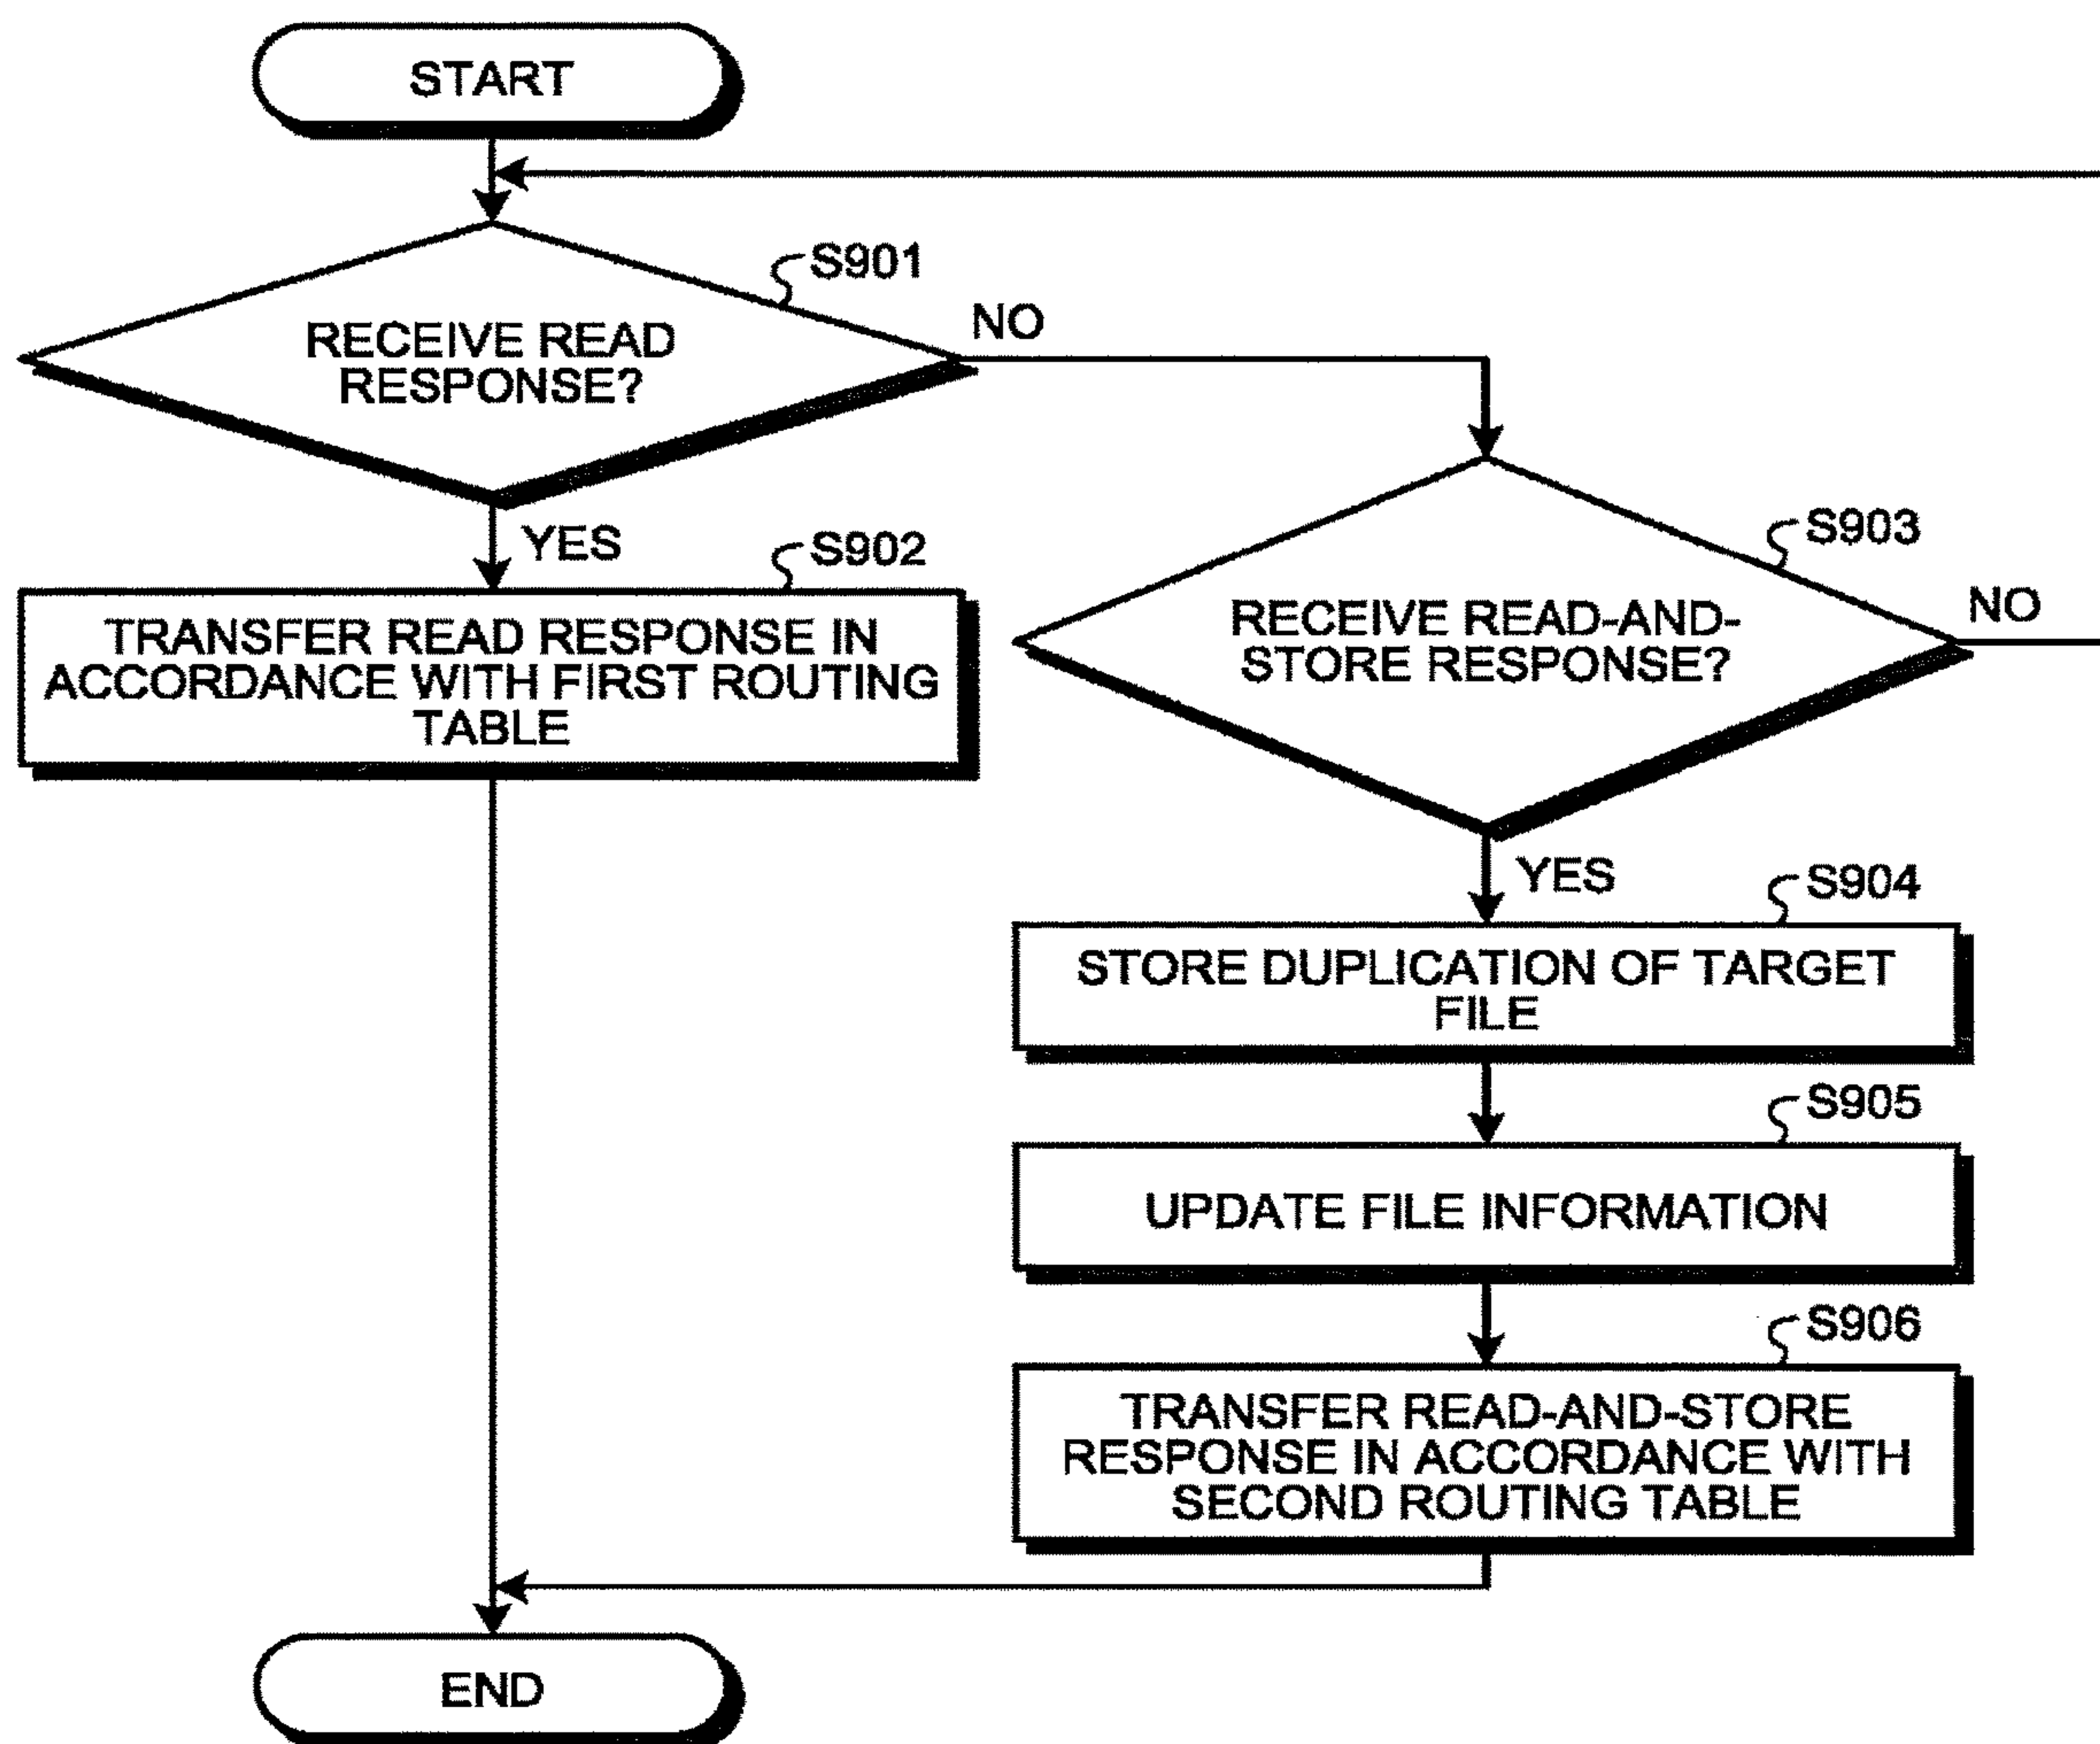 START
S901
RECEIVE READ
RESPONSE?
NO
YES
S902
TRANSFER READ RESPONSE IN
ACCORDANCE WITH FIRST ROUTING
TABLE
S903
RECEIVE READ-AND-
STORE RESPONSE?
NO
YES
S904
STORE DUPLICATION OF TARGET
FILE
S905
UPDATE FILE INFORMATION
S906
TRANSFER READ-AND-STORE
RESPONSE IN ACCORDANCE WITH
SECOND ROUTING TABLE
END